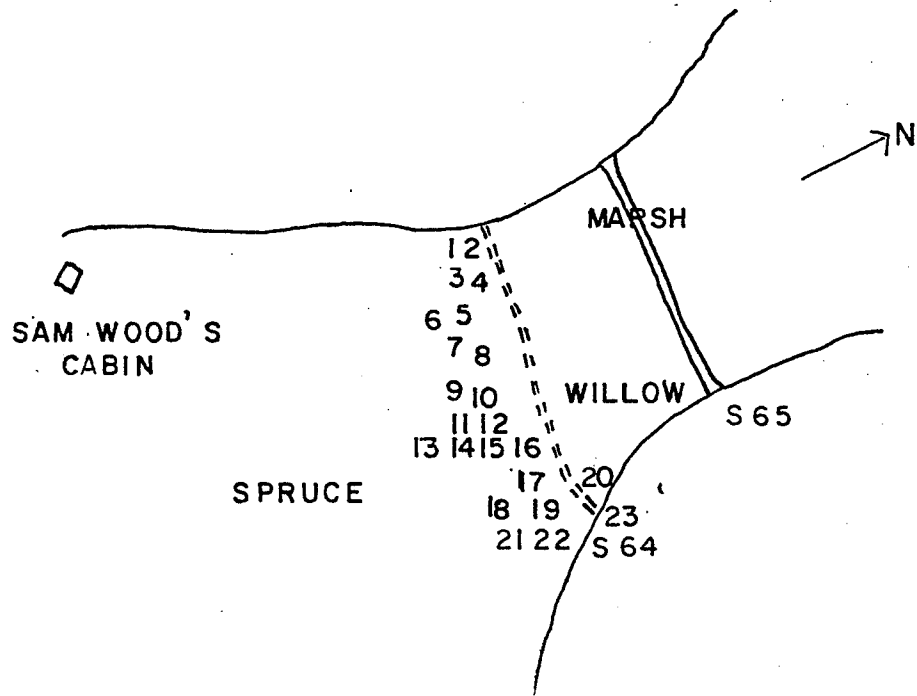 N
MARSH
1 2
3 4
6 5
7 8
SAM WOOD'S
CABIN
9 10
WILLOW
11 12
S 65
13 14 15 16
17 20
SPRUCE
18 19
23
21 22
S 64